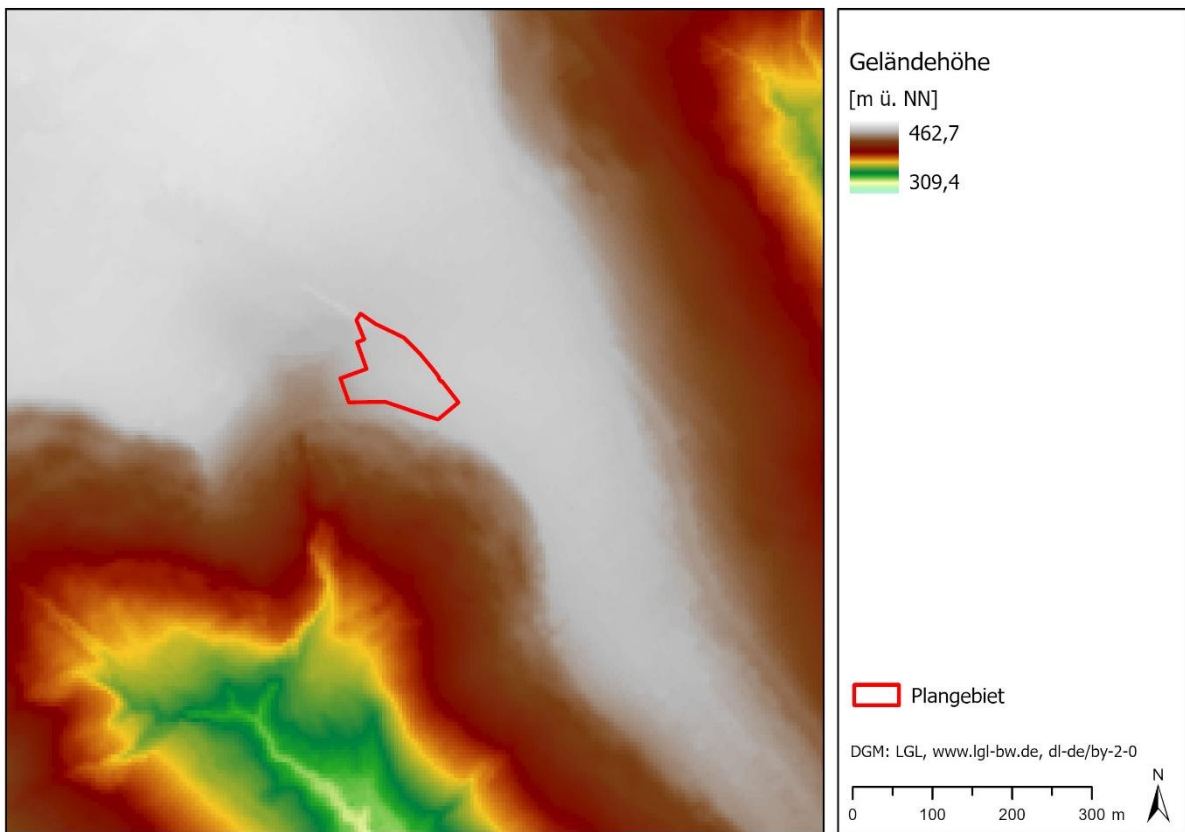 Geländehöhe
[m ü. NN]
462,7
309,4
Plangebiet
DGM: LGL, www.lgl-bw.de, dl-de/by-2-0
N
0 100 200 300 m